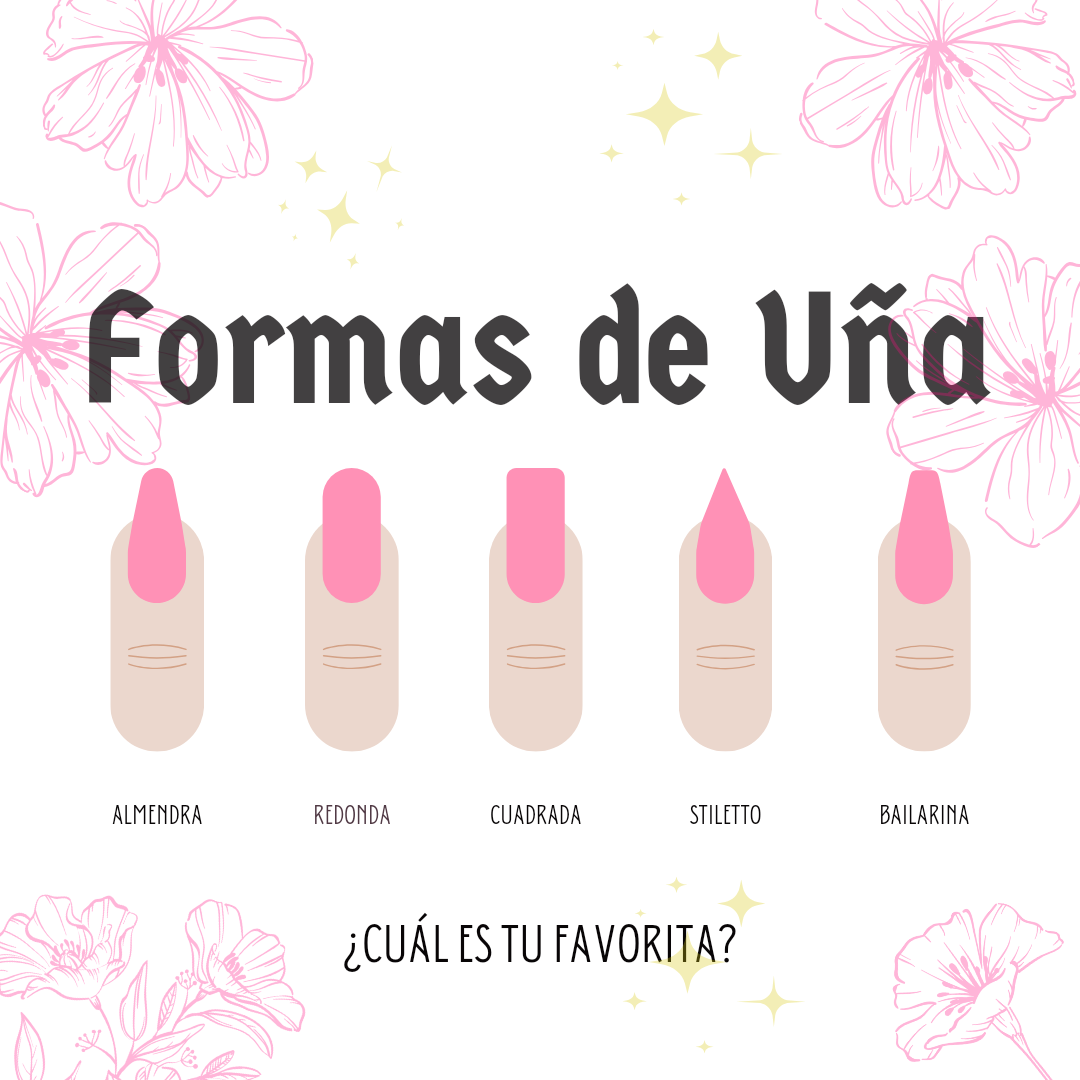 Formas de Uña
ALMENDRA
REDONDA
CUADRADA
STILETTO
BAILARINA
¿CUÁL ES TU FAVORITA?